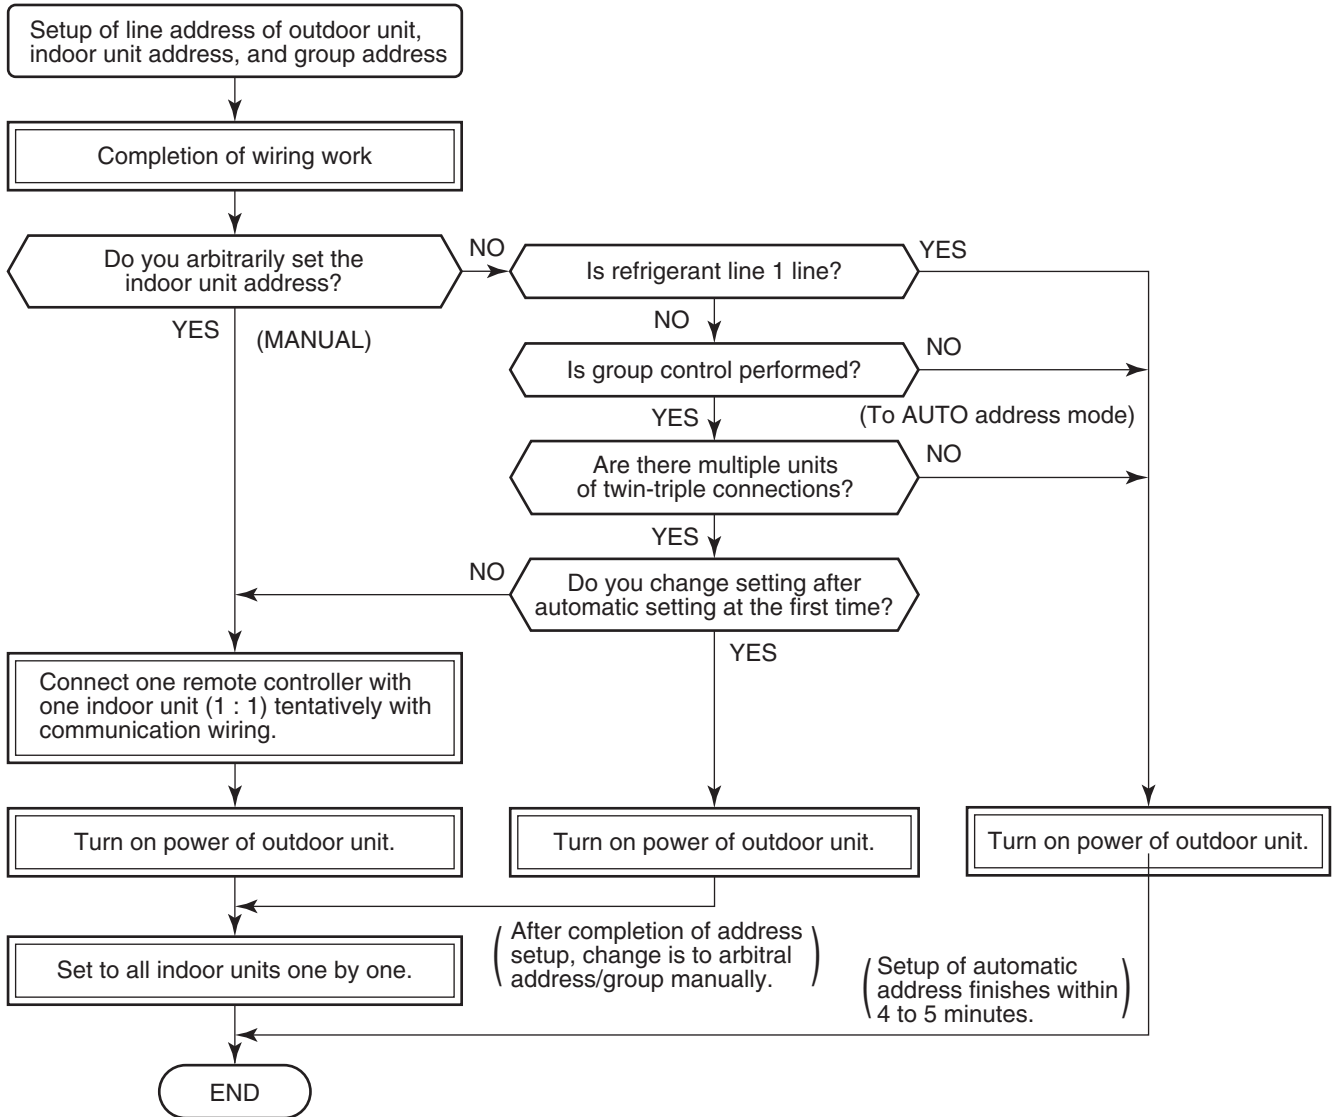 Setup of line address of outdoor unit,
indoor unit address, and group address
Completion of wiring work
Do you arbitrarily set the
indoor unit address?
NO
Is refrigerant line 1 line?
YES
YES
(MANUAL)
NO
Is group control performed?
NO
YES
(To AUTO address mode)
Are there multiple units
of twin-triple connections?
NO
YES
NO
Do you change setting after
automatic setting at the first time?
YES
Connect one remote controller with
one indoor unit (1 : 1) tentatively with
communication wiring.
Turn on power of outdoor unit.
Turn on power of outdoor unit.
Turn on power of outdoor unit.
(After completion of address
setup, change is to arbitral
address/group manually.)
Set to all indoor units one by one.
(Setup of automatic
address finishes within
4 to 5 minutes.)
END